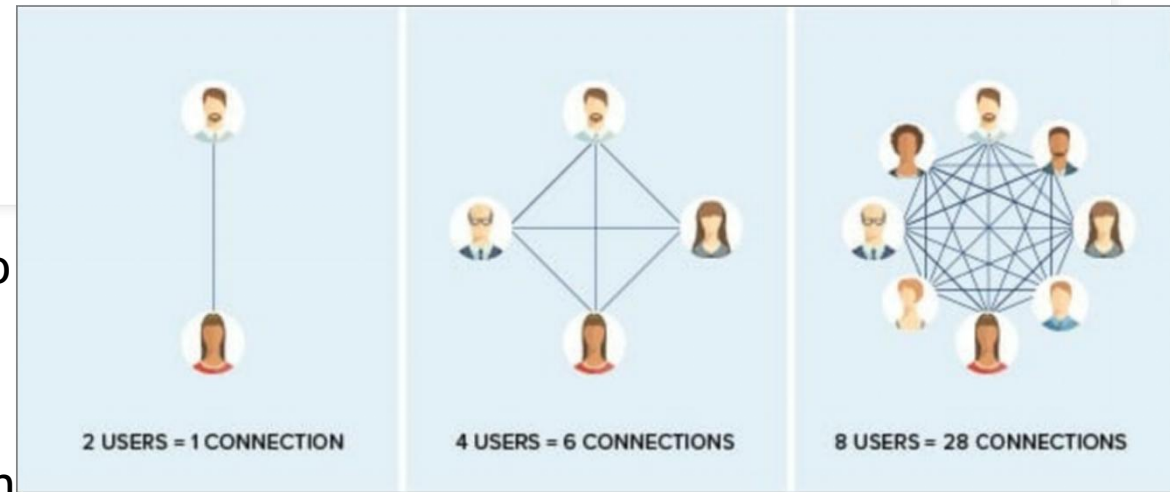 2 USERS = 1 CONNECTION
4 USERS = 6 CONNECTIONS
8 USERS = 28 CONNECTIONS